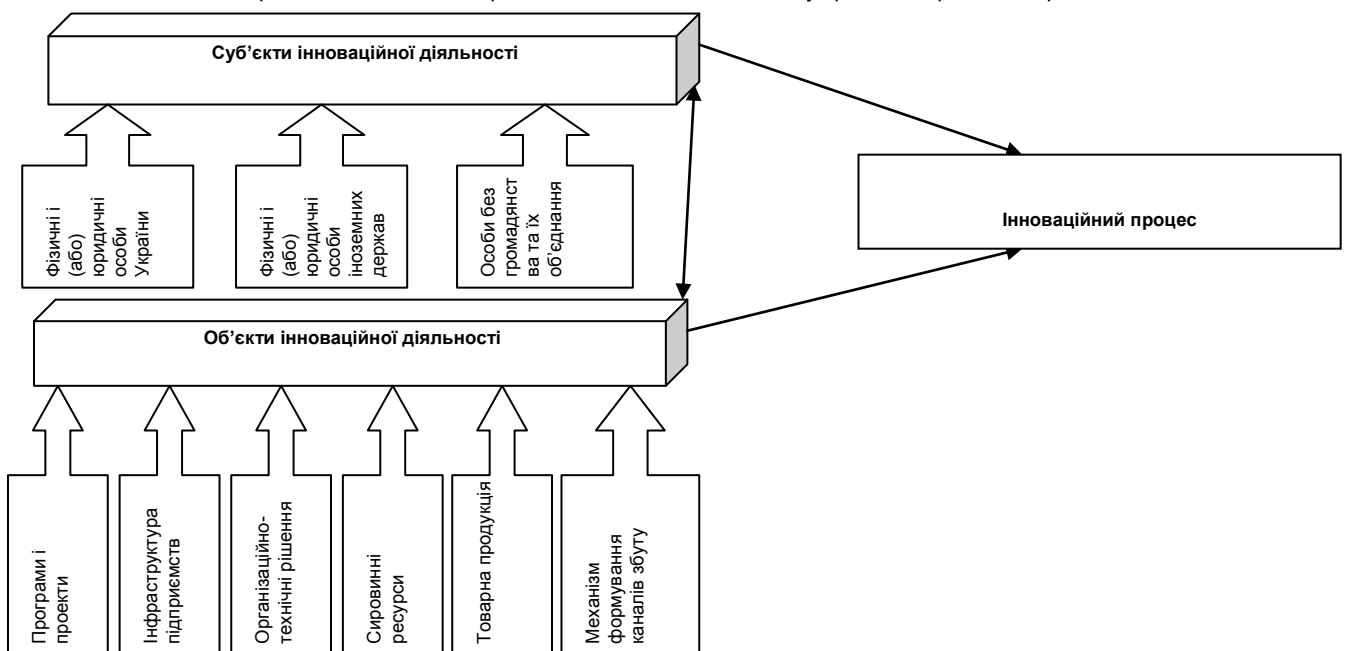 Суб’єкти інноваційної діяльності
Фізичні і
(або)
юридичні
особи
України
Фізичні і
(або)
юридичні
особи
іноземних
держав
Особи без
громадянст
ва та їх
об’єднання
Інноваційний процес
Об’єкти інноваційної діяльності
Програми і
проекти
Інфраструктура
підприємств
Організаційно-
технічні рішення
Сировинні
ресурси
Товарна продукція
Механізм
формування
каналів збуту